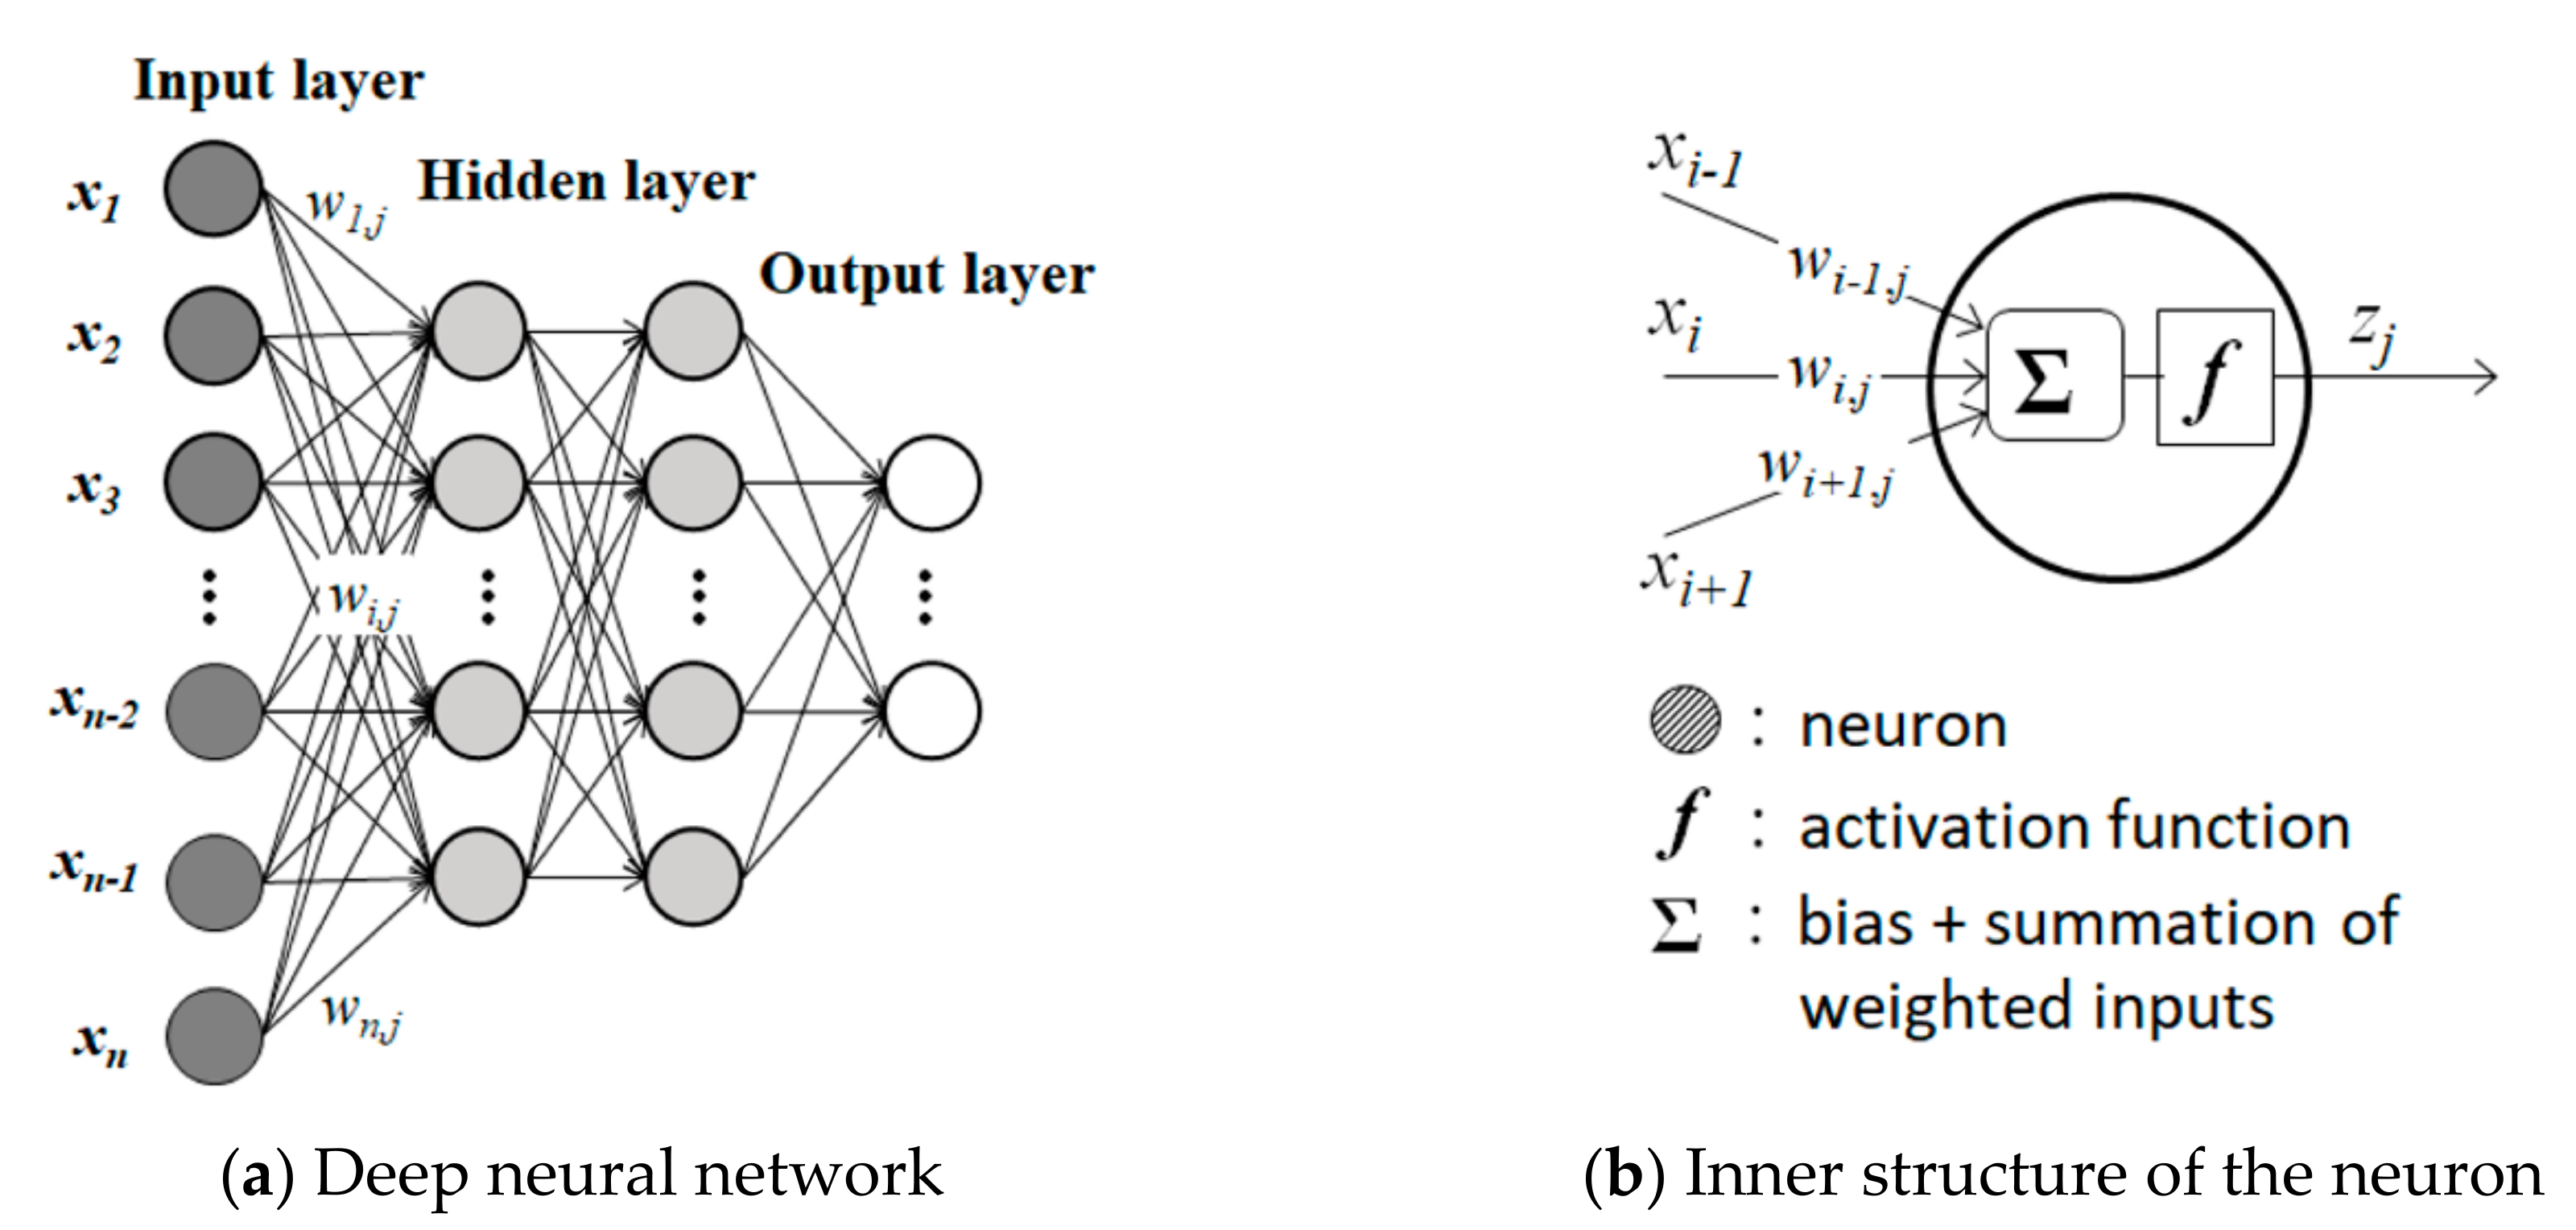 Input layer
Hidden layer
Output layer
x1
x2
x3
xn-2
xn-1
xn
w1,j
wi,j
wn,j
(a) Deep neural network
xi-1
xi
xi+1
wi-1,j
wi,j
wi+1,j
Σ
f
zj
: neuron
f : activation function
Σ : bias + summation of
weighted inputs
(b) Inner structure of the neuron